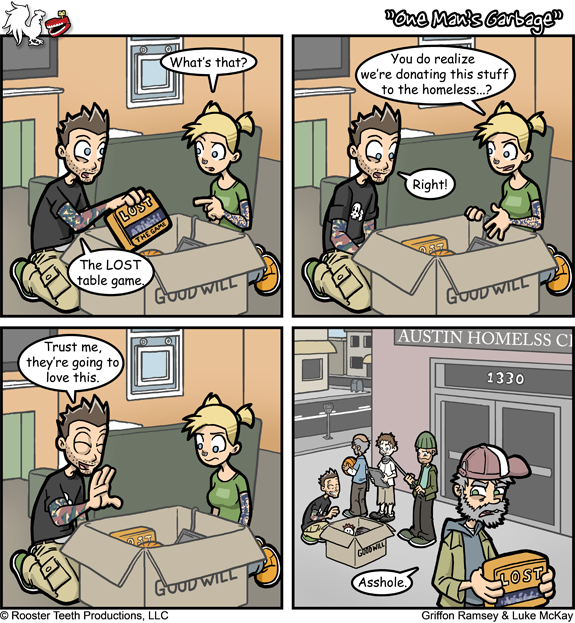 "One Man's Garbage"
What's that?
LOST
THE GAME
The LOST
table game.
GOOD WILL
You do realize
we're donating this stuff
to the homeless...?
Right!
LOST
GOOD WILL
Trust me,
they're going to
love this.
GOOD WILL
AUSTIN HOMELSS C
1330
GOOD WILL
Asshole.
LOST
© Rooster Teeth Productions, LLC
Griffon Ramsey & Luke McKay